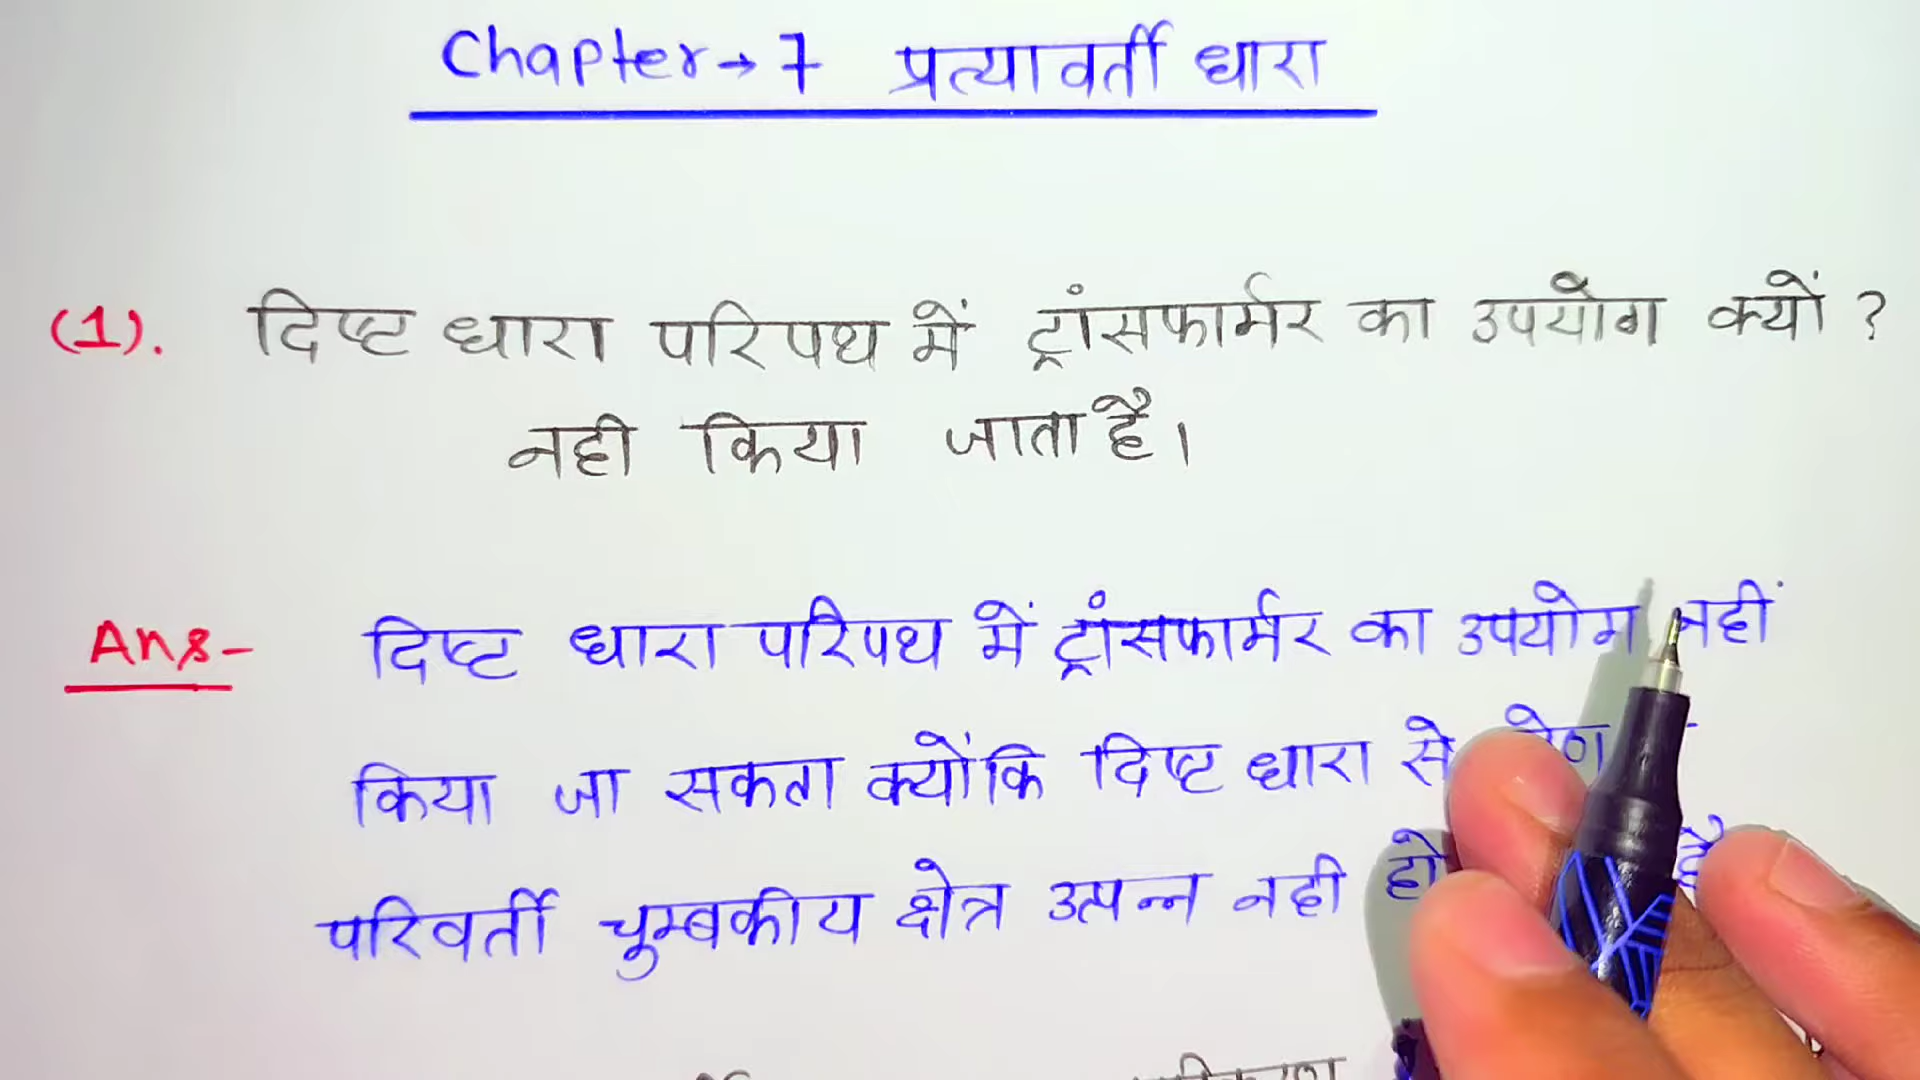 Chapter→7 प्रत्यावर्ती धारा
(1). दिष्ट धारा परिपथ में ट्रांसफार्मर का उपयोग क्यों ?
नही किया जाता है।
Ans- दिष्ट धारा परिपथ में ट्रांसफार्मर का उपयोग नहीं
किया जा सकता क्योंकि दिष्ट धारा से
परिवर्ती चुम्बकीय क्षेत्र उत्पन्न नही हो है